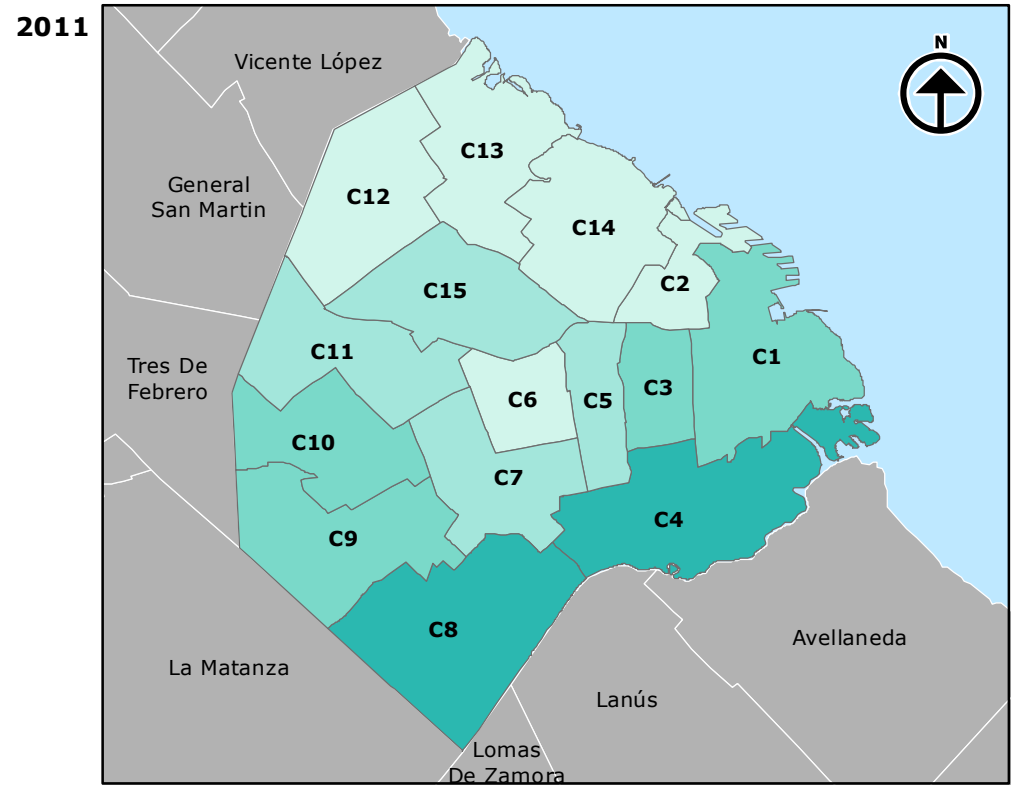 2011
N
Vicente López
C13
General
San Martin
C12
C14
C2
C15
C11
C1
Tres De
Febrero
C6
C5
C3
C10
C7
C4
C9
C8
Avellaneda
La Matanza
Lanús
Lomas
De Zamora